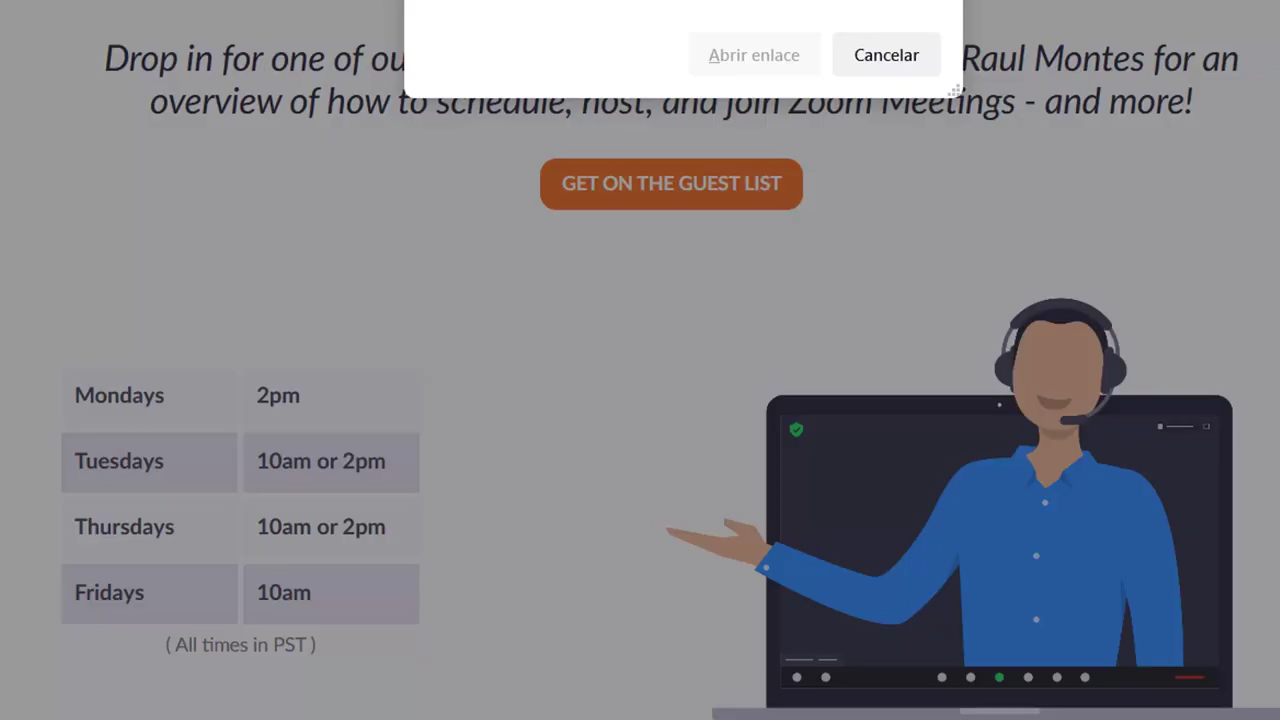 Abrir enlace Cancelar
Drop in for one of ou Raul Montes for an
overview of how to schedule, host, and join Zoom Meetings - and more!
GET ON THE GUEST LIST
Mondays 2pm
Tuesdays 10am or 2pm
Thursdays 10am or 2pm
Fridays 10am
( All times in PST )